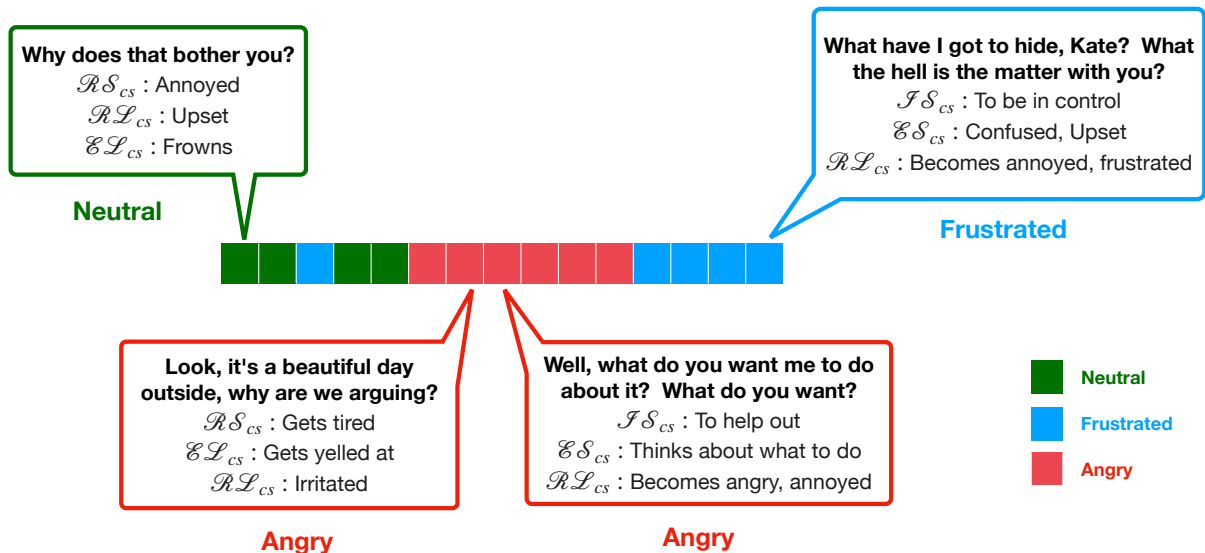 Why does that bother you?
ℛ𝒮cs : Annoyed
ℛℒcs : Upset
ℰℒcs : Frowns
Neutral
What have I got to hide, Kate? What
the hell is the matter with you?
ℐ𝒮cs : To be in control
ℰ𝒮cs : Confused, Upset
ℛℒcs : Becomes annoyed, frustrated
Frustrated
Look, it's a beautiful day
outside, why are we arguing?
ℛ𝒮cs : Gets tired
ℰℒcs : Gets yelled at
ℛℒcs : Irritated
Angry
Well, what do you want me to do
about it? What do you want?
ℐ𝒮cs : To help out
ℰ𝒮cs : Thinks about what to do
ℛℒcs : Becomes angry, annoyed
Angry
Neutral
Frustrated
Angry